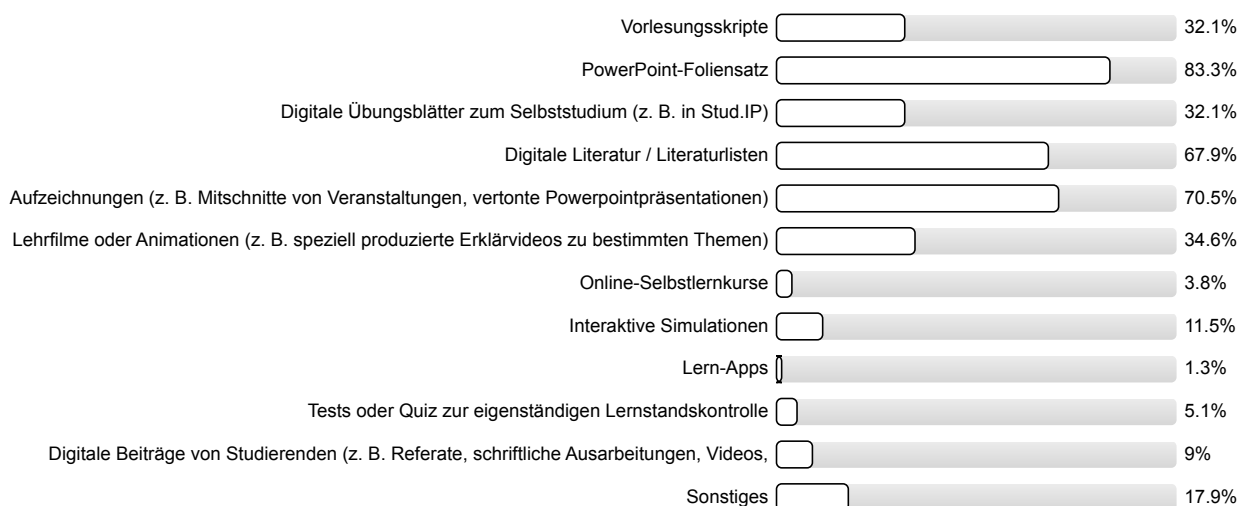 Vorlesungsskripte 32.1%
PowerPoint-Foliensatz 83.3%
Digitale Übungsblätter zum Selbststudium (z. B. in Stud.IP) 32.1%
Digitale Literatur / Literaturlisten 67.9%
Aufzeichnungen (z. B. Mitschnitte von Veranstaltungen, vertonte Powerpointpräsentationen) 70.5%
Lehrfilme oder Animationen (z. B. speziell produzierte Erklärvideos zu bestimmten Themen) 34.6%
Online-Selbstlernkurse 3.8%
Interaktive Simulationen 11.5%
Lern-Apps 1.3%
Tests oder Quiz zur eigenständigen Lernstandskontrolle 5.1%
Digitale Beiträge von Studierenden (z. B. Referate, schriftliche Ausarbeitungen, Videos, 9%
Sonstiges 17.9%